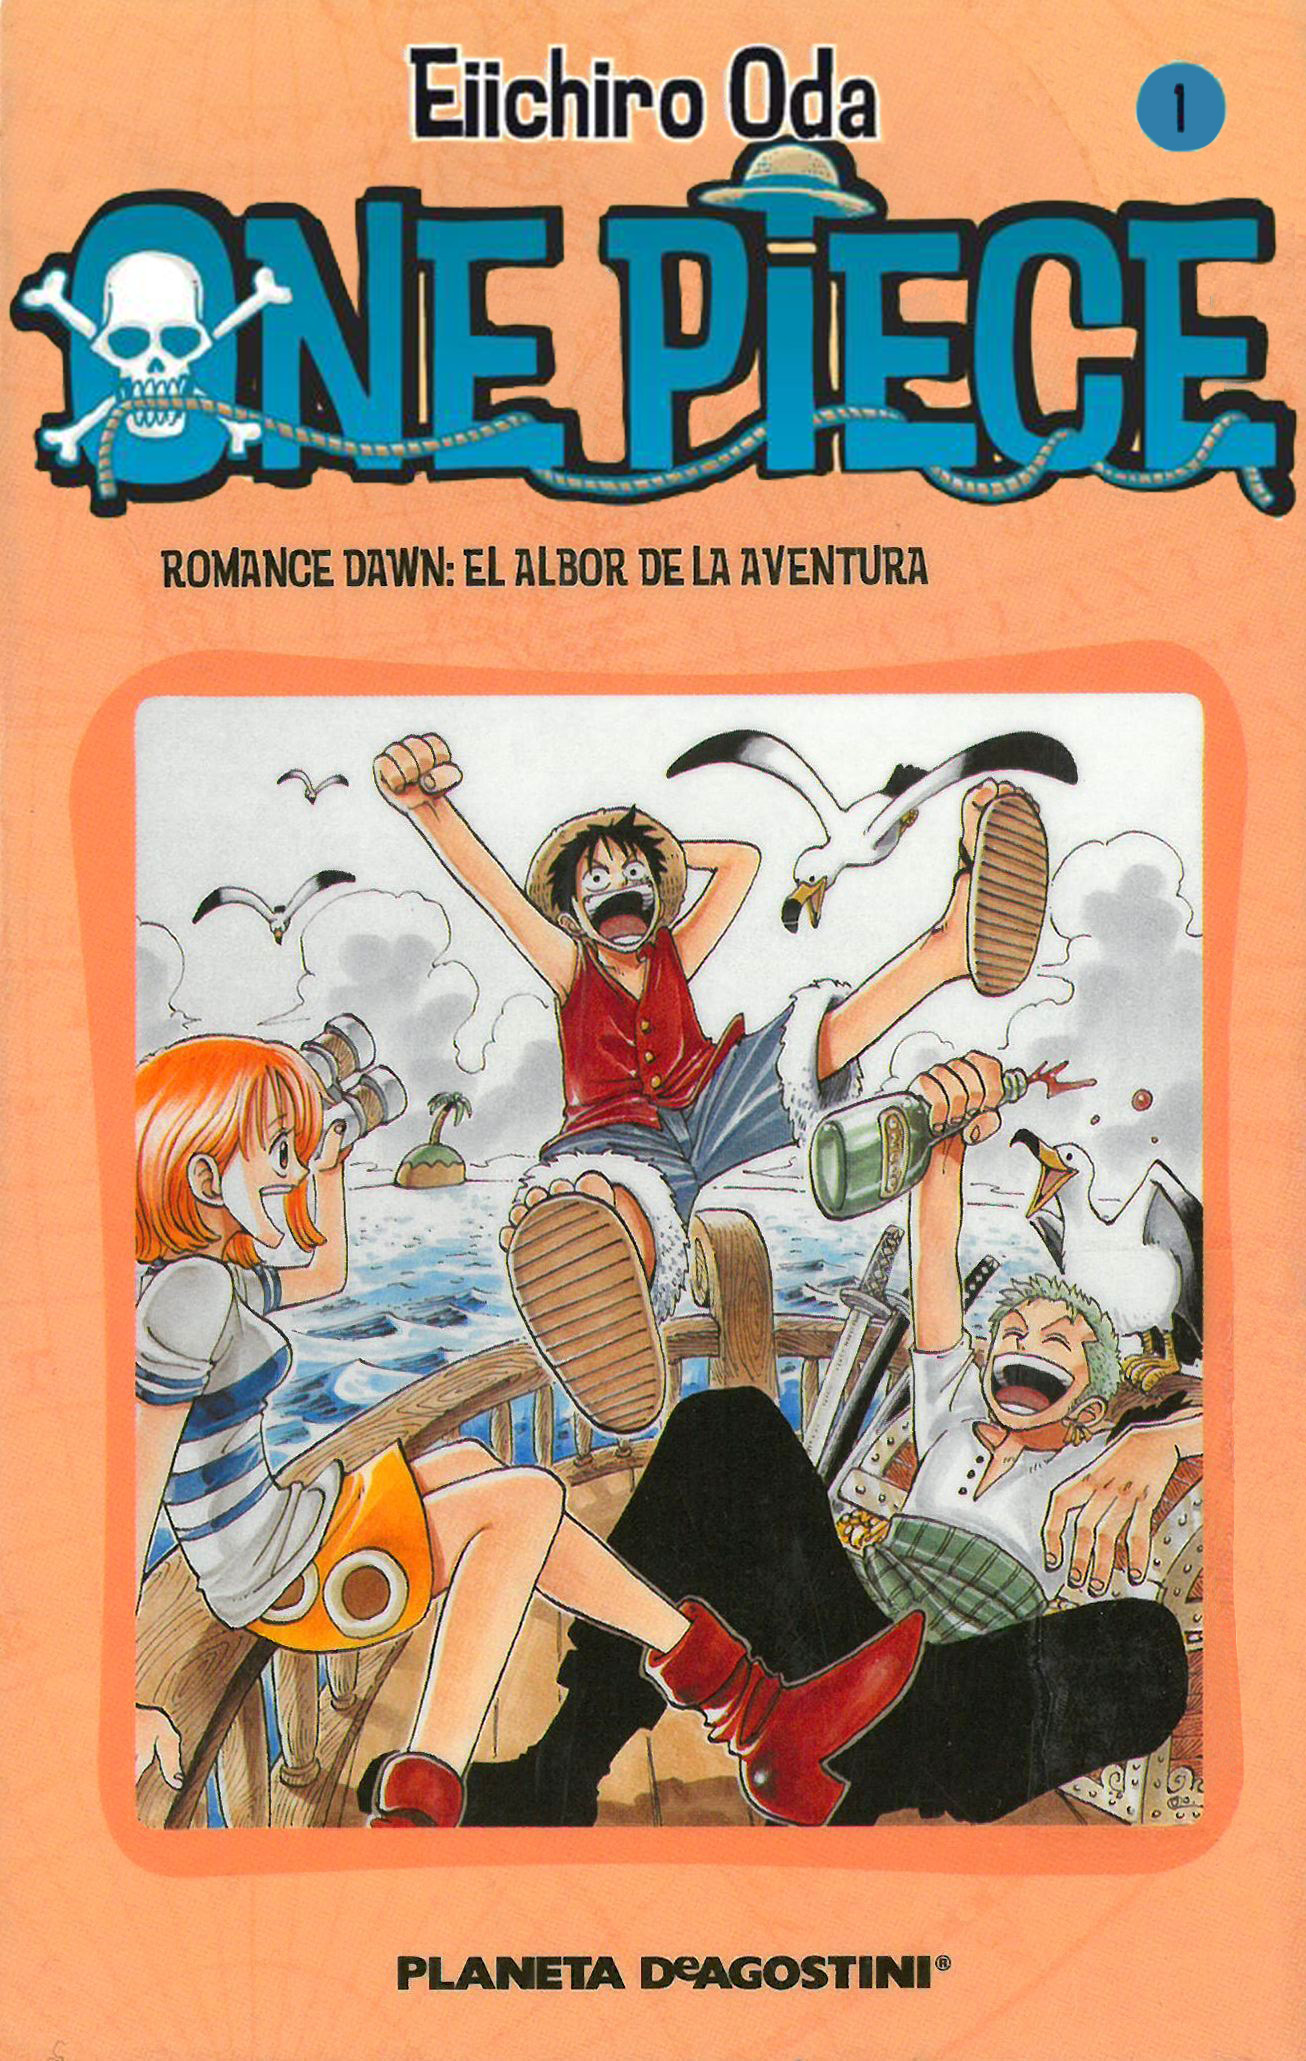 Eiichiro Oda
1
ONE PIECE
ROMANCE DAWN: EL ALBOR DE LA AVENTURA
PLANETA DeAGOSTINI®